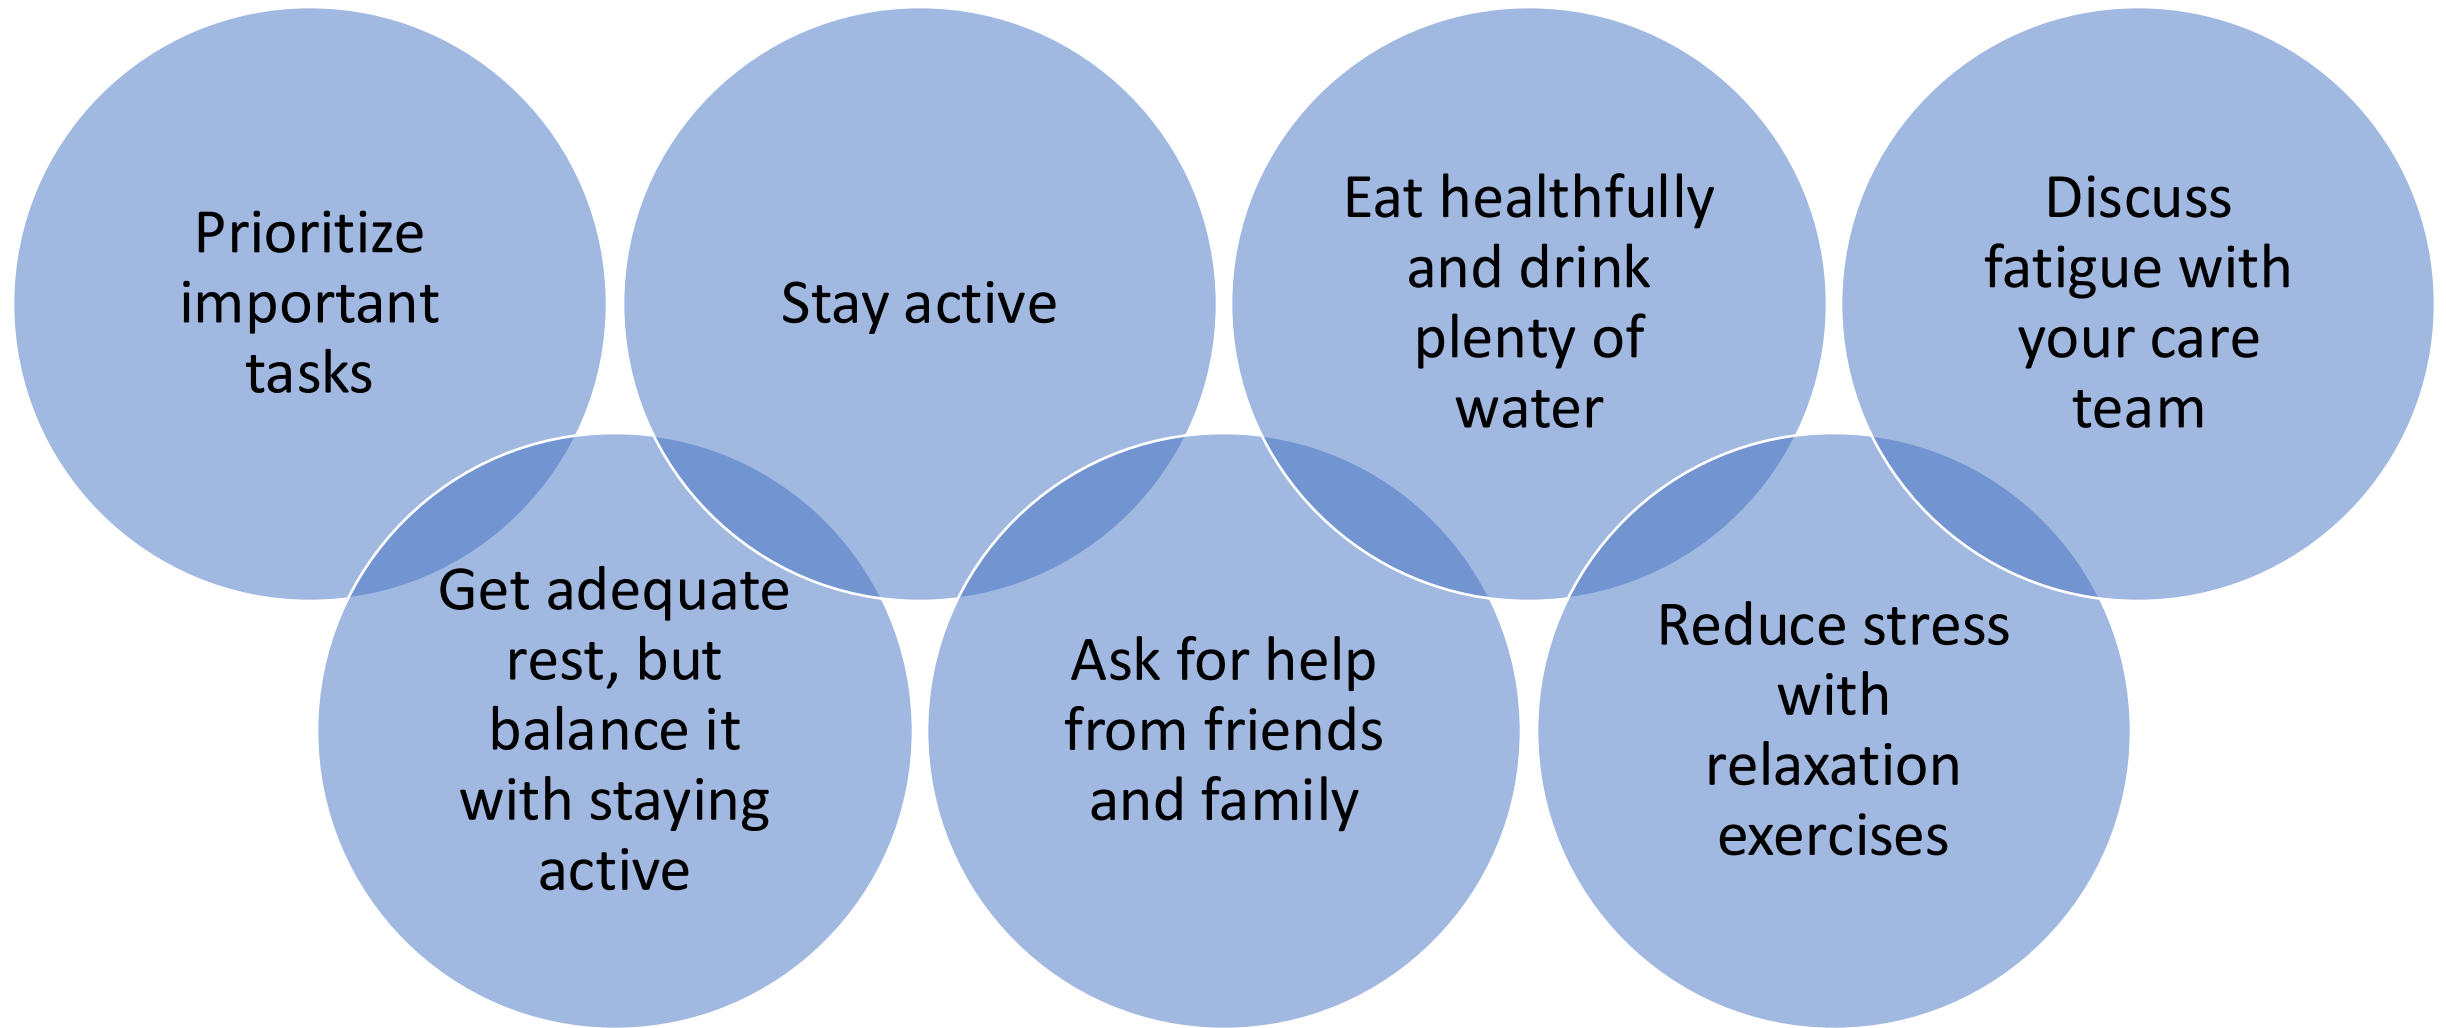 Prioritize
important
tasks
Get adequate
rest, but
balance it
with staying
active
Stay active
Ask for help
from friends
and family
Eat healthfully
and drink
plenty of
water
Reduce stress
with
relaxation
exercises
Discuss
fatigue with
your care
team